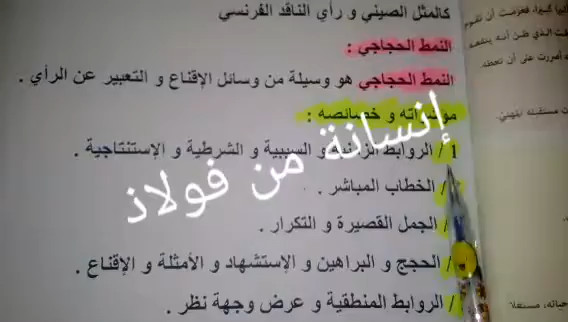 كالمثل الصيني و رأي الناقد الفرنسي
النمط الحجاجي :
النمط الحجاجي هو وسيلة من وسائل الإقناع و التعبير عن الرأي .
مؤشراته و خصائصه :
1 / الروابط الزمنية و السببية و الشرطية و الإستنتاجية .
/ الخطاب المباشر .
/ الجمل القصيرة و التكرار .
/ الحجج و البراهين و الإستشهاد و الأمثلة و الإقناع .
/ الروابط المنطقية و عرض وجهة نظر .
إنسانة من فولاذ